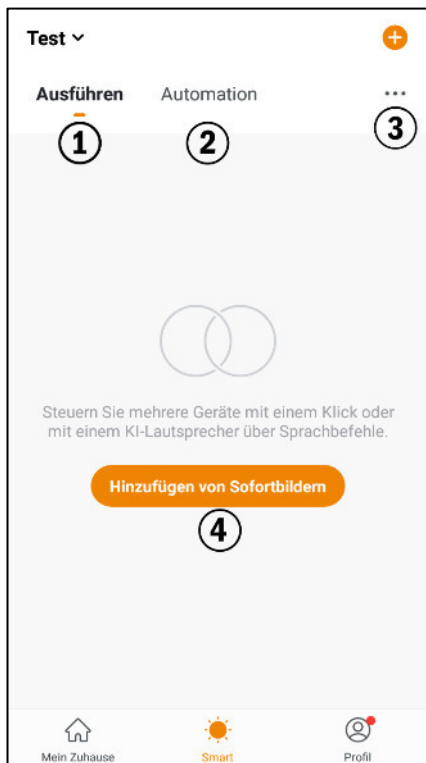 Test
Ausführen Automation ...
1 2 3
Steuern Sie mehrere Geräte mit einem Klick oder
mit einem KI-Lautsprecher über Sprachbefehle.
Hinzufügen von Sofortbildern
4
Mein Zuhause Smart Profil